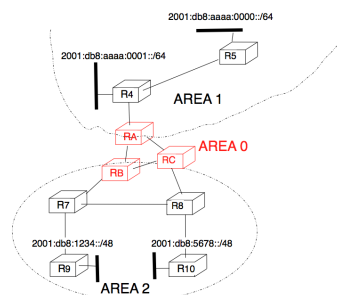 2001:db8:aaaa:0000::/64
2001:db8:aaaa:0001::/64
R5
R4
AREA 1
RA
AREA 0
RB
RC
R7
R8
2001:db8:1234::/48
2001:db8:5678::/48
R9
R10
AREA 2